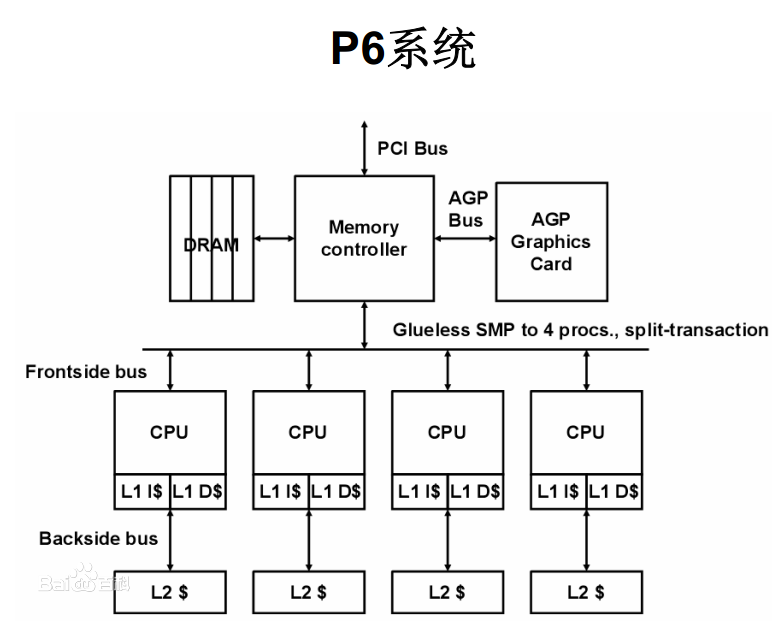 P6系统
PCI Bus
DRAM
Memory
controller
AGP
Bus
AGP
Graphics
Card
Glueless SMP to 4 procs., split-transaction
Frontside bus
CPU
CPU
CPU
CPU
L1 I$ L1 D$
L1 I$ L1 D$
L1 I$ L1 D$
L1 I$ L1 D$
Backside bus
L2 $
L2 $
L2 $
L2 $
Bai百科